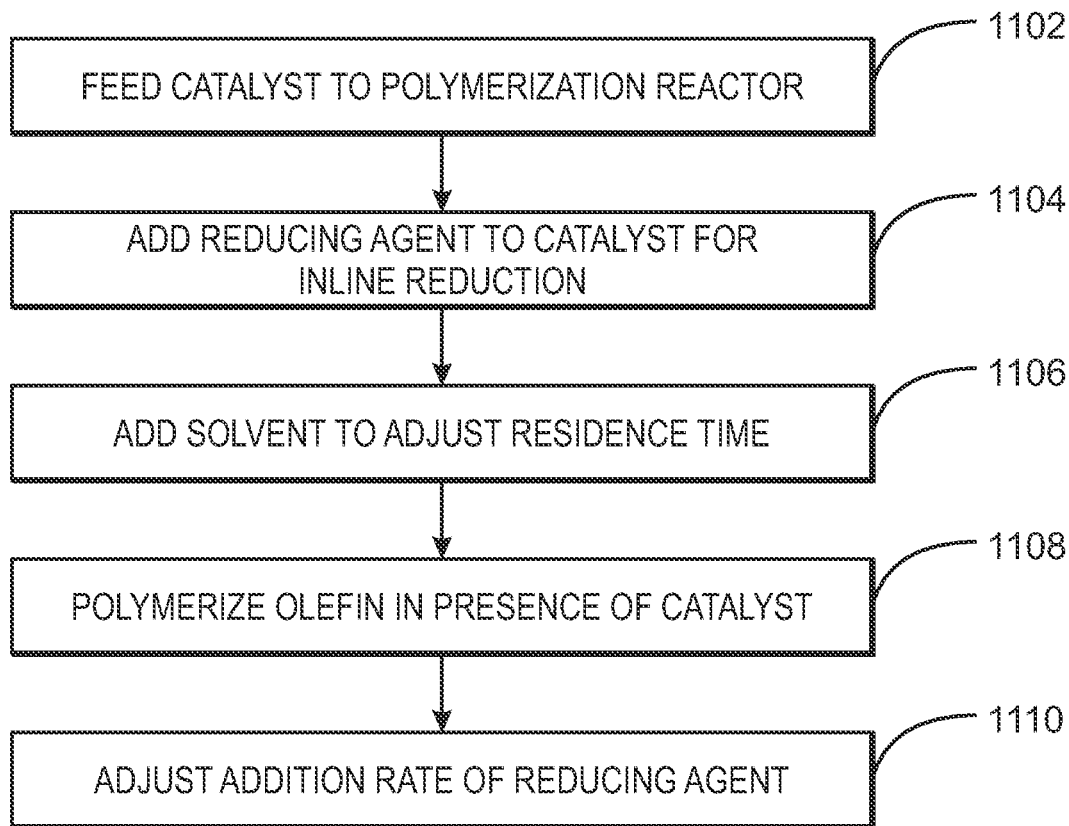 1102
FEED CATALYST TO POLYMERIZATION REACTOR
1104
ADD REDUCING AGENT TO CATALYST FOR
INLINE REDUCTION
1106
ADD SOLVENT TO ADJUST RESIDENCE TIME
1108
POLYMERIZE OLEFIN IN PRESENCE OF CATALYST
1110
ADJUST ADDITION RATE OF REDUCING AGENT